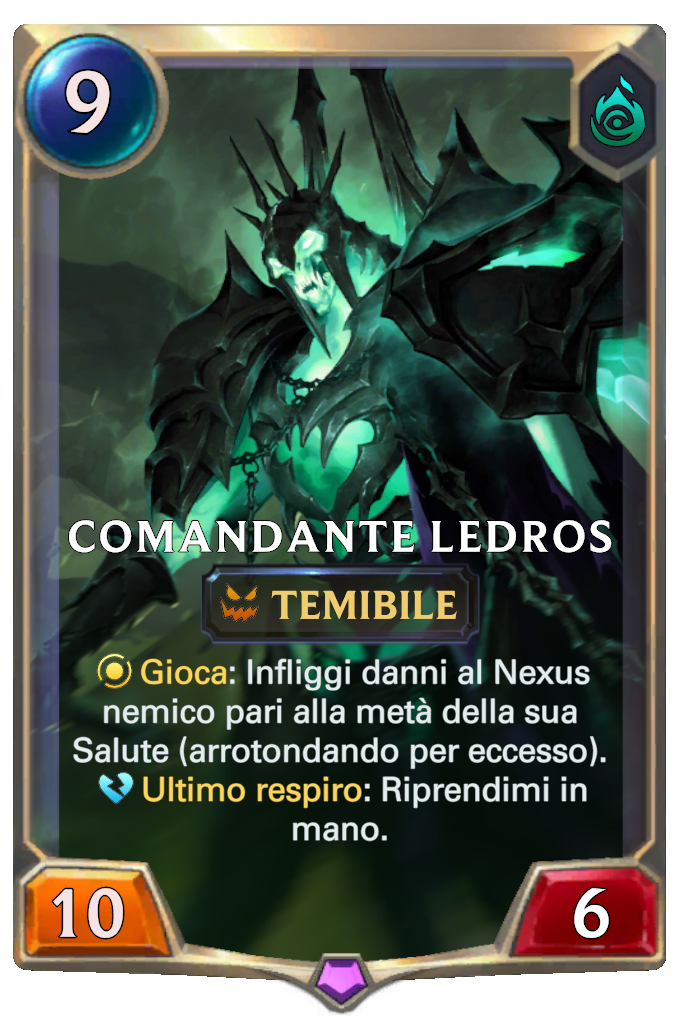 9
COMANDANTE LEDROS
TEMIBILE
Gioca: Infliggi danni al Nexus
nemico pari alla metà della sua
Salute (arrotondando per eccesso).
Ultimo respiro: Riprendimi in
mano.
10
6